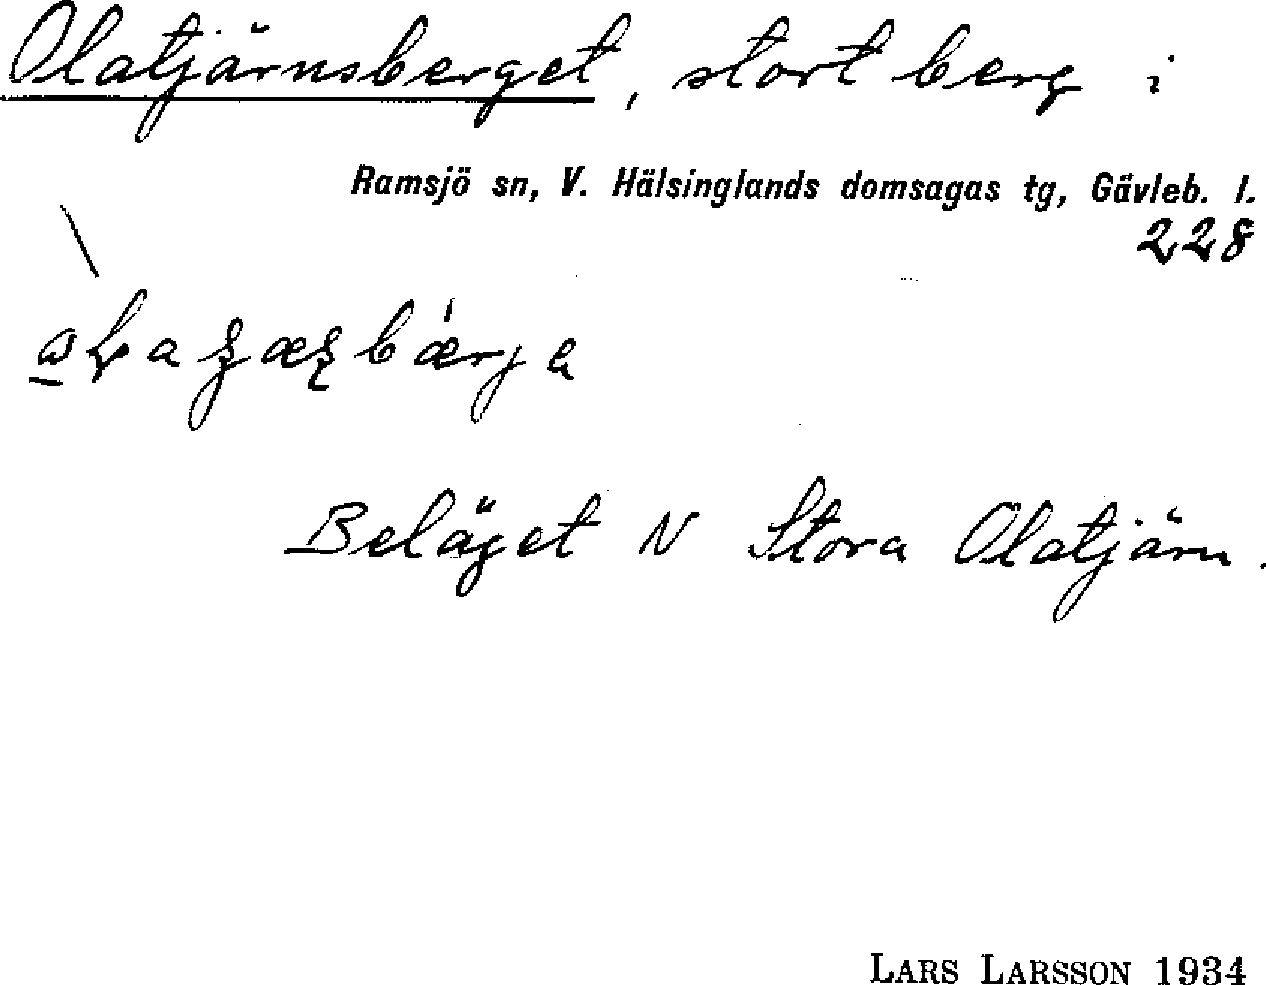 Olatjärnsberget, stort berg i
Ramsjö sn, V. Hälsinglands domsagas tg, Gävleb. l.
228
Beläget N Stora Olatjärn.
LARS LARSSON 1934